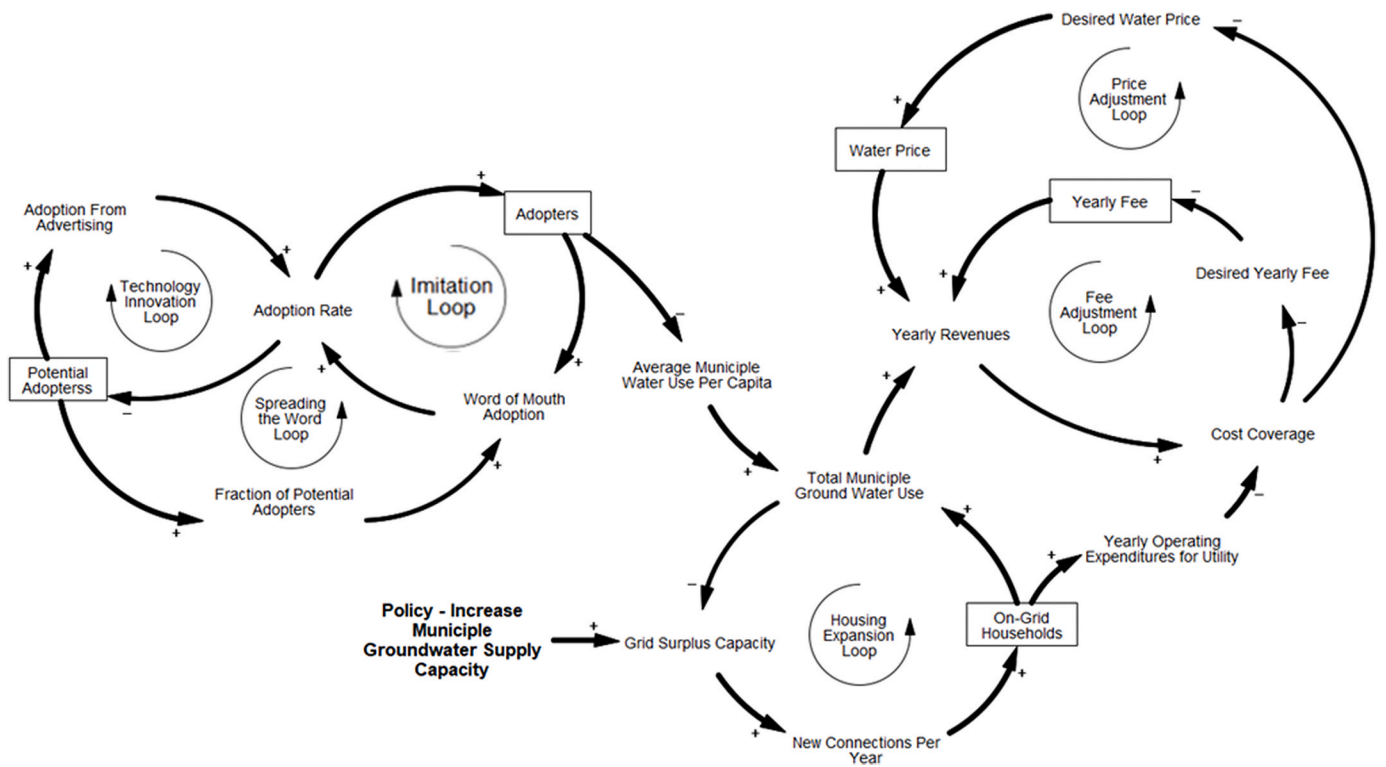 Desired Water Price
–
Price
Adjustment
Loop
+
Water Price
Yearly Fee
–
+
+
Adopters
Adoption From
Advertising
+
+
Technology
Innovation
Loop
Adoption Rate
Imitation
Loop
Desired Yearly Fee
Fee
Adjustment
Loop
–
Yearly Revenues
–
+
+
+
Potential
Adopterss
–
Average Municiple
Water Use Per Capita
Spreading
the Word
Loop
Word of Mouth
Adoption
+
Cost Coverage
+
+
+
Total Municiple
Ground Water Use
–
Fraction of Potential
Adopters
+
+
Yearly Operating
Expenditures for Utility
+
–
Policy - Increase
Municiple
Groundwater Supply
Capacity
+
Grid Surplus Capacity
Housing
Expansion
Loop
On-Grid
Households
+
+
New Connections Per
Year